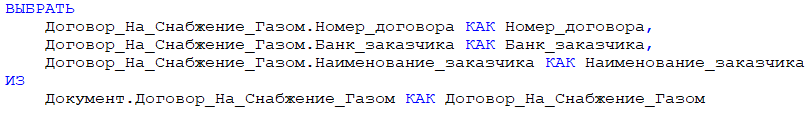 ВЫБРАТЬ
Договор_На_Снабжение_Газом.Номер_договора КАК Номер_договора,
Договор_На_Снабжение_Газом.Банк_заказчика КАК Банк_заказчика,
Договор_На_Снабжение_Газом.Наименование_заказчика КАК Наименование_заказчика
ИЗ
Документ.Договор_На_Снабжение_Газом КАК Договор_На_Снабжение_Газом